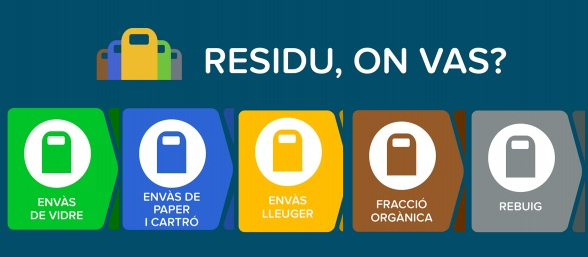 RESIDU, ON VAS?
ENVÀS
DE VIDRE
ENVÀS DE
PAPER
I CARTRÓ
ENVÀS
LLEUGER
FRACCIÓ
ORGÀNICA
REBUIG